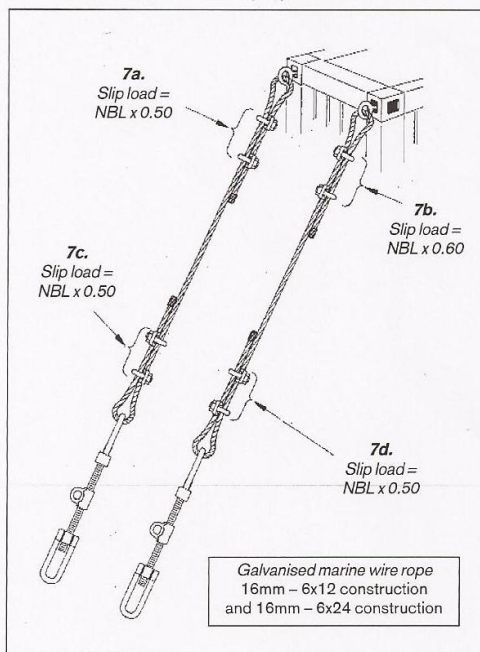 7a.
Slip load =
NBL x 0.50
7b.
Slip load =
NBL x 0.60
7c.
Slip load =
NBL x 0.50
7d.
Slip load =
NBL x 0.50
Galvanised marine wire rope
16mm – 6x12 construction
and 16mm – 6x24 construction